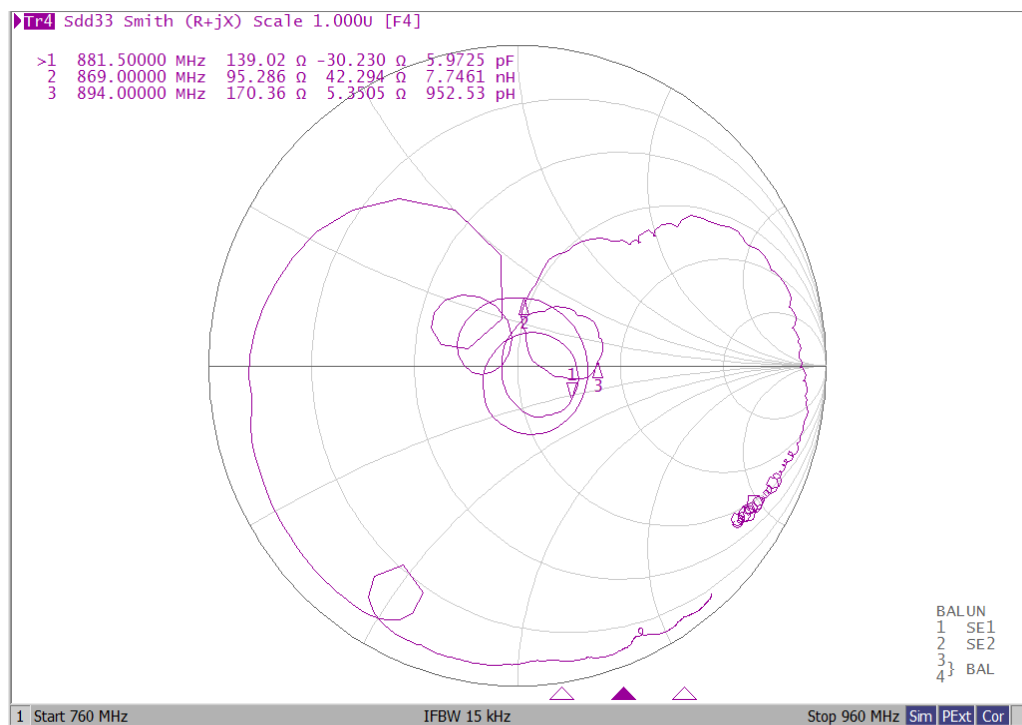 Tr4 Sdd33 Smith (R+jX) Scale 1.000U [F4]
>1 881.50000 MHz 139.02 Ω -30.230 Ω 5.9725 pF
2 869.00000 MHz 95.286 Ω 42.294 Ω 7.7461 nH
3 894.00000 MHz 170.36 Ω 5.3505 Ω 952.53 pH
2
1
3
BALUN
1 SE1
2 SE2
3
4} BAL
1 Start 760 MHz IFBW 15 kHz Stop 960 MHz Sim PExt Cor